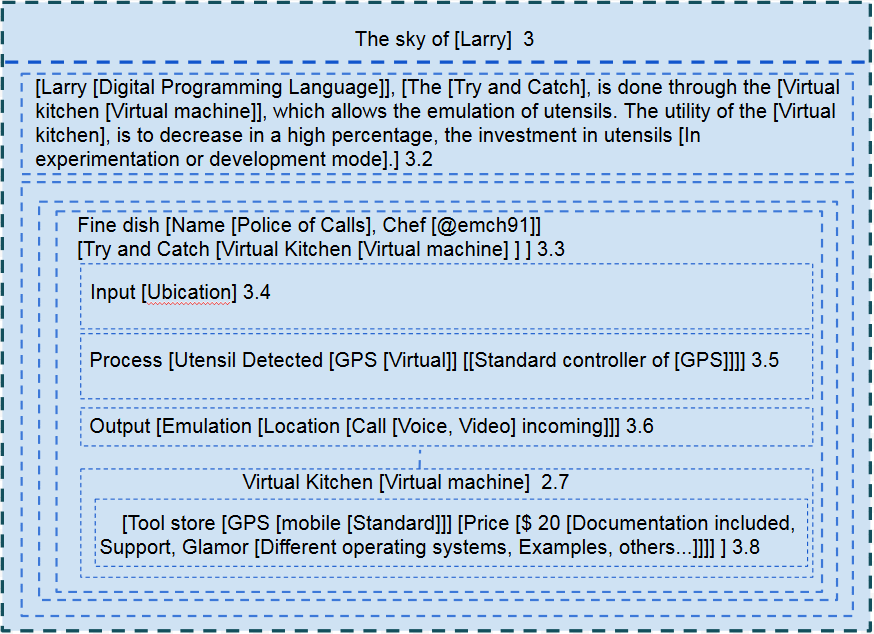 The sky of [Larry]  3
[Larry [Digital Programming Language]], [The [Try and Catch], is done through the [Virtual
kitchen [Virtual machine]], which allows the emulation of utensils. The utility of the [Virtual
kitchen], is to decrease in a high percentage, the investment in utensils [In
experimentation or development mode].] 3.2
Fine dish [Name [Police of Calls], Chef [@emch91]]
[Try and Catch [Virtual Kitchen [Virtual machine] ] ] 3.3
Input [Ubication] 3.4
Process [Utensil Detected [GPS [Virtual]] [[Standard controller of [GPS]]]] 3.5
Output [Emulation [Location [Call [Voice, Video] incoming]]] 3.6
Virtual Kitchen [Virtual machine]  2.7
[Tool store [GPS [mobile [Standard]]] [Price [$ 20 [Documentation included,
Support, Glamor [Different operating systems, Examples, others...]]]] ] 3.8